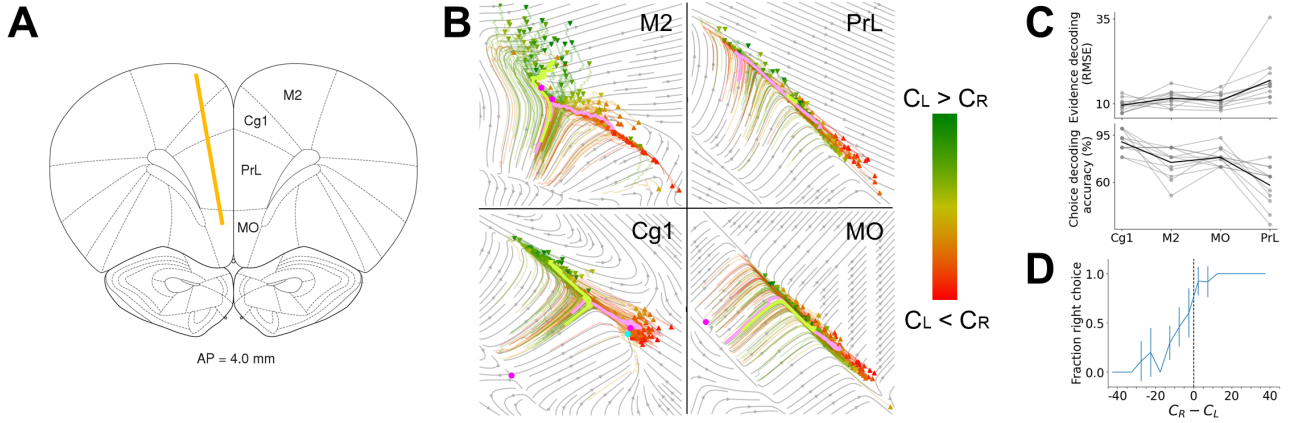 A
M2
Cg1
PrL
MO
AP = 4.0 mm
B
M2
PrL
Cg1
MO
CL > CR
CL < CR
C
Evidence decoding
(RMSE)
35
10
Choice decoding
accuracy (%)
95
60
Cg1 M2 MO PrL
D
Fraction right choice
1.0
0.5
0.0
-40 -20 0 20 40
CR − CL